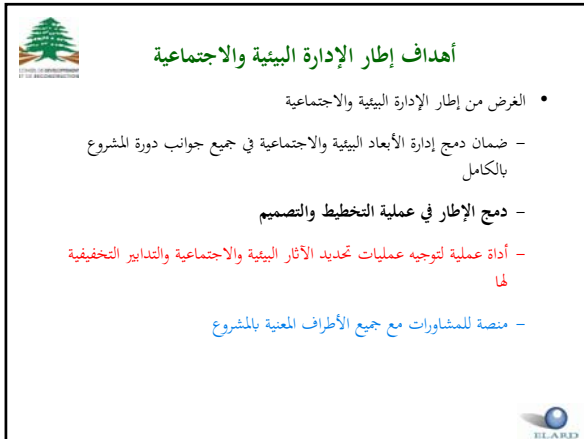 أهداف إطار الإدارة البيئية والاجتماعية
• الغرض من إطار الإدارة البيئية والاجتماعية
– ضمان دمج إدارة الأبعاد البيئية والاجتماعية في جميع جوانب دورة المشروع
بالكامل
– دمج الإطار في عملية التخطيط والتصميم
– أداة عملية لتوجيه عمليات تحديد الآثار البيئية والاجتماعية والتدابير التخفيفية
لها
– منصة للمشاورات مع جميع الأطراف المعنية بالمشروع
ELARD